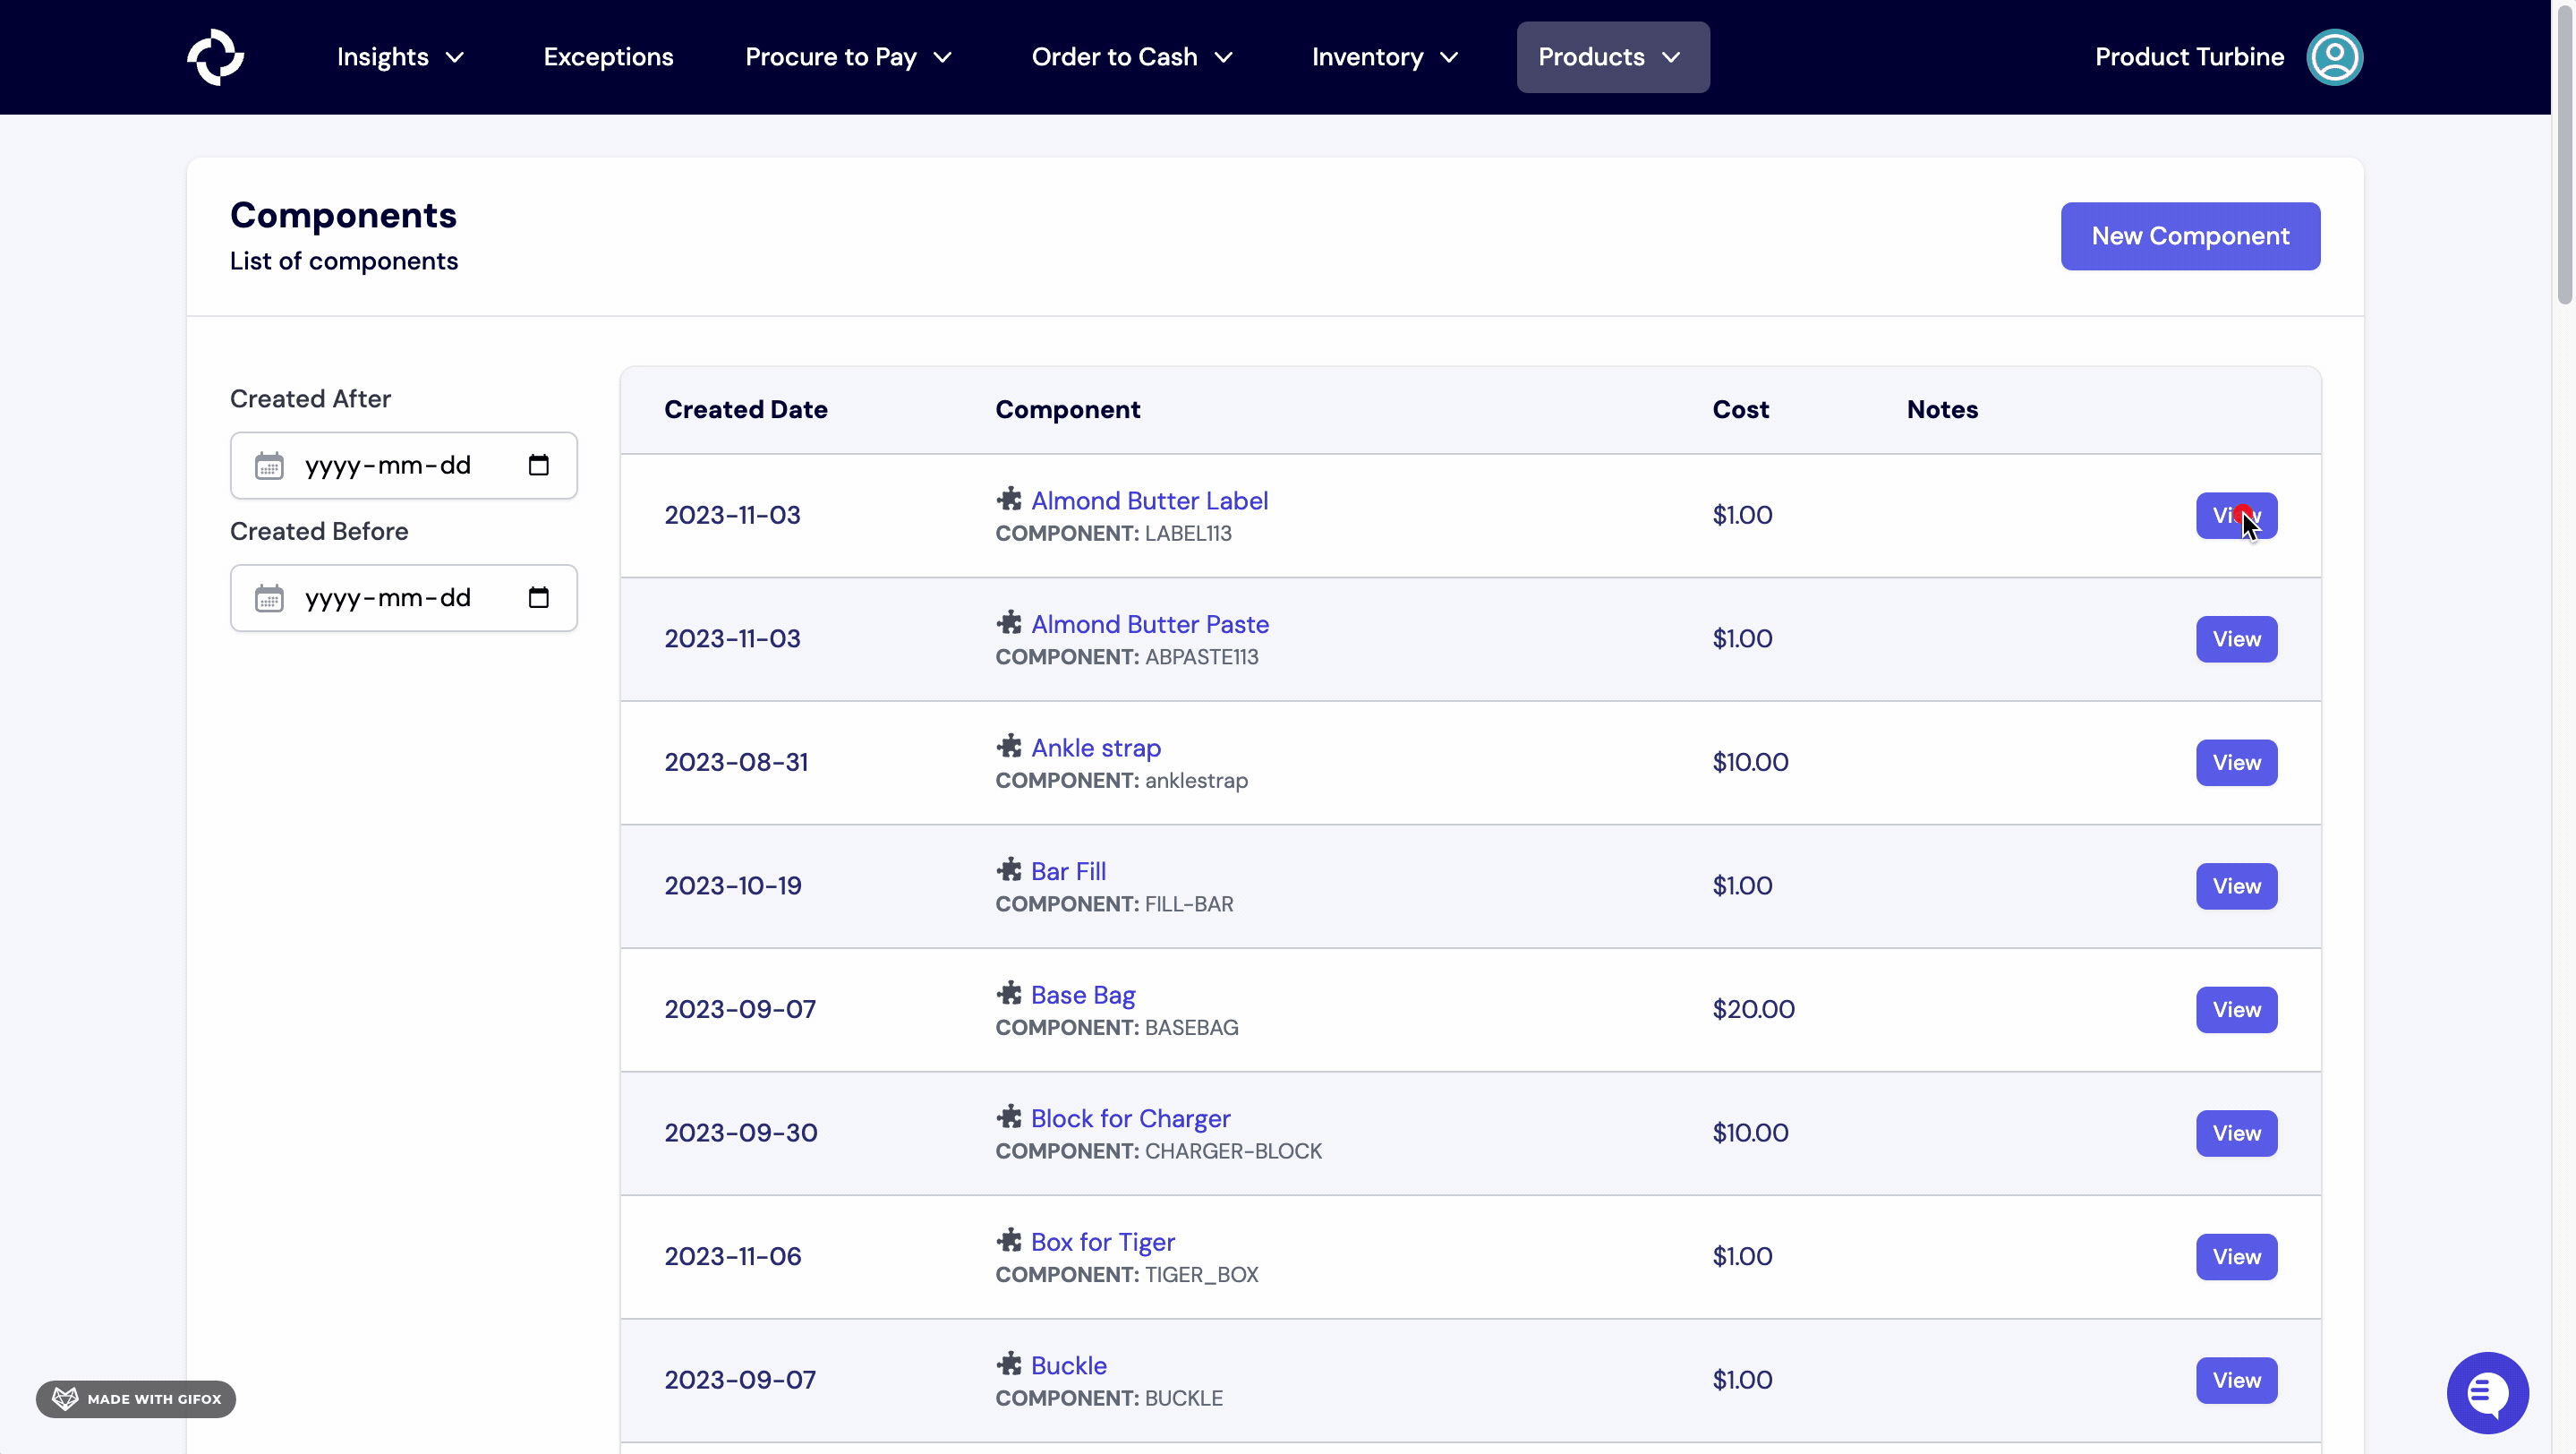 Insights Exceptions Procure to Pay Order to Cash Inventory Products Product Turbine
Components
List of components
New Component
Created After
yyyy-mm-dd
Created Before
yyyy-mm-dd
Created Date Component Cost Notes
2023-11-03 Almond Butter Label $1.00 View
COMPONENT: LABEL113
2023-11-03 Almond Butter Paste $1.00 View
COMPONENT: ABPASTE113
2023-08-31 Ankle strap $10.00 View
COMPONENT: anklestrap
2023-10-19 Bar Fill $1.00 View
COMPONENT: FILL-BAR
2023-09-07 Base Bag $20.00 View
COMPONENT: BASEBAG
2023-09-30 Block for Charger $10.00 View
COMPONENT: CHARGER-BLOCK
2023-11-06 Box for Tiger $1.00 View
COMPONENT: TIGER_BOX
2023-09-07 Buckle $1.00 View
COMPONENT: BUCKLE
MADE WITH GIFOX